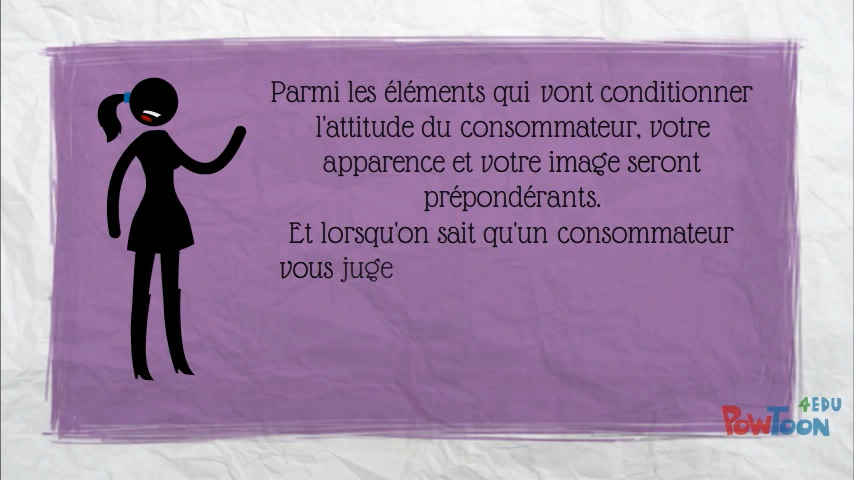 Parmi les éléments qui vont conditionner
l'attitude du consommateur, votre
apparence et votre image seront
prépondérants.
Et lorsqu'on sait qu'un consommateur
vous juge
4EDU
POWTOON